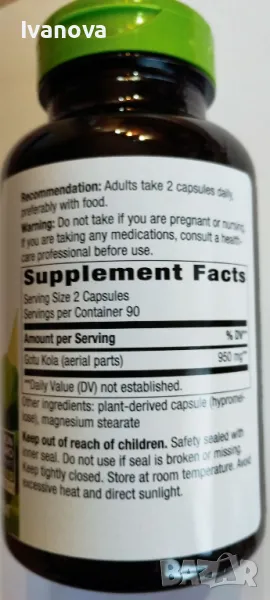 Ivanova
Recommendation: Adults take 2 capsules daily,
preferably with food.
Warning: Do not take if you are pregnant or nursing.
If you are taking any medications, consult a health-
care professional before use.
Supplement Facts
Serving Size 2 Capsules
Servings per Container 90
Amount per Serving % DV**
Gotu Kola (aerial parts) 950 mg**
**Daily Value (DV) not established.
Other ingredients: plant-derived capsule (hypromel-
lose), magnesium stearate
Keep out of reach of children. Safety sealed with
inner seal. Do not use if seal is broken or missing.
Keep tightly closed. Store at room temperature. Avoid
excessive heat and direct sunlight.
BAZAR